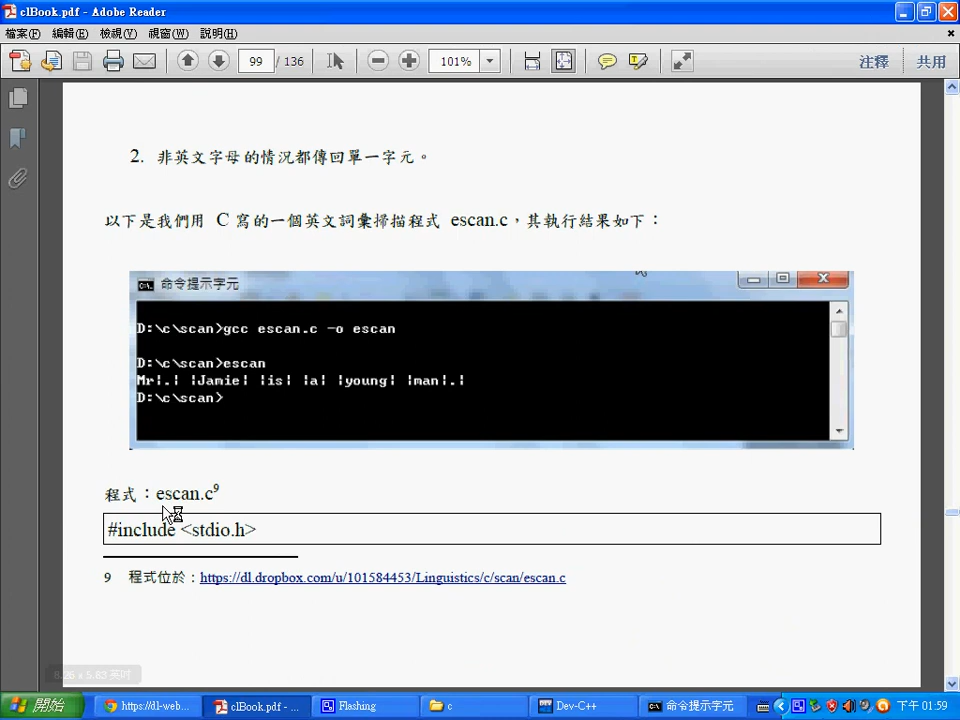 clBook.pdf - Adobe Reader
檔案(F) 編輯(E) 檢視(V) 視窗(W) 說明(H)
99 / 136 101% 注釋 共用
2. 非英文字母的情況都傳回單一字元。
以下是我們用 C 寫的一個英文詞彙掃描程式 escan.c，其執行結果如下：
命令提示字元
D:\c\scan>gcc escan.c -o escan
D:\c\scan>escan
Mr|.| |Jamie| |is| |a| |young| |man|.|
D:\c\scan>
程式：escan.c9
#include <stdio.h>
9 程式位於：https://dl.dropbox.com/u/101584453/Linguistics/c/scan/escan.c
8.26 x 5.83 英吋
開始 https://dl-web... clBook.pdf - ... Flashing c Dev-C++ 命令提示字元 下午 01:59